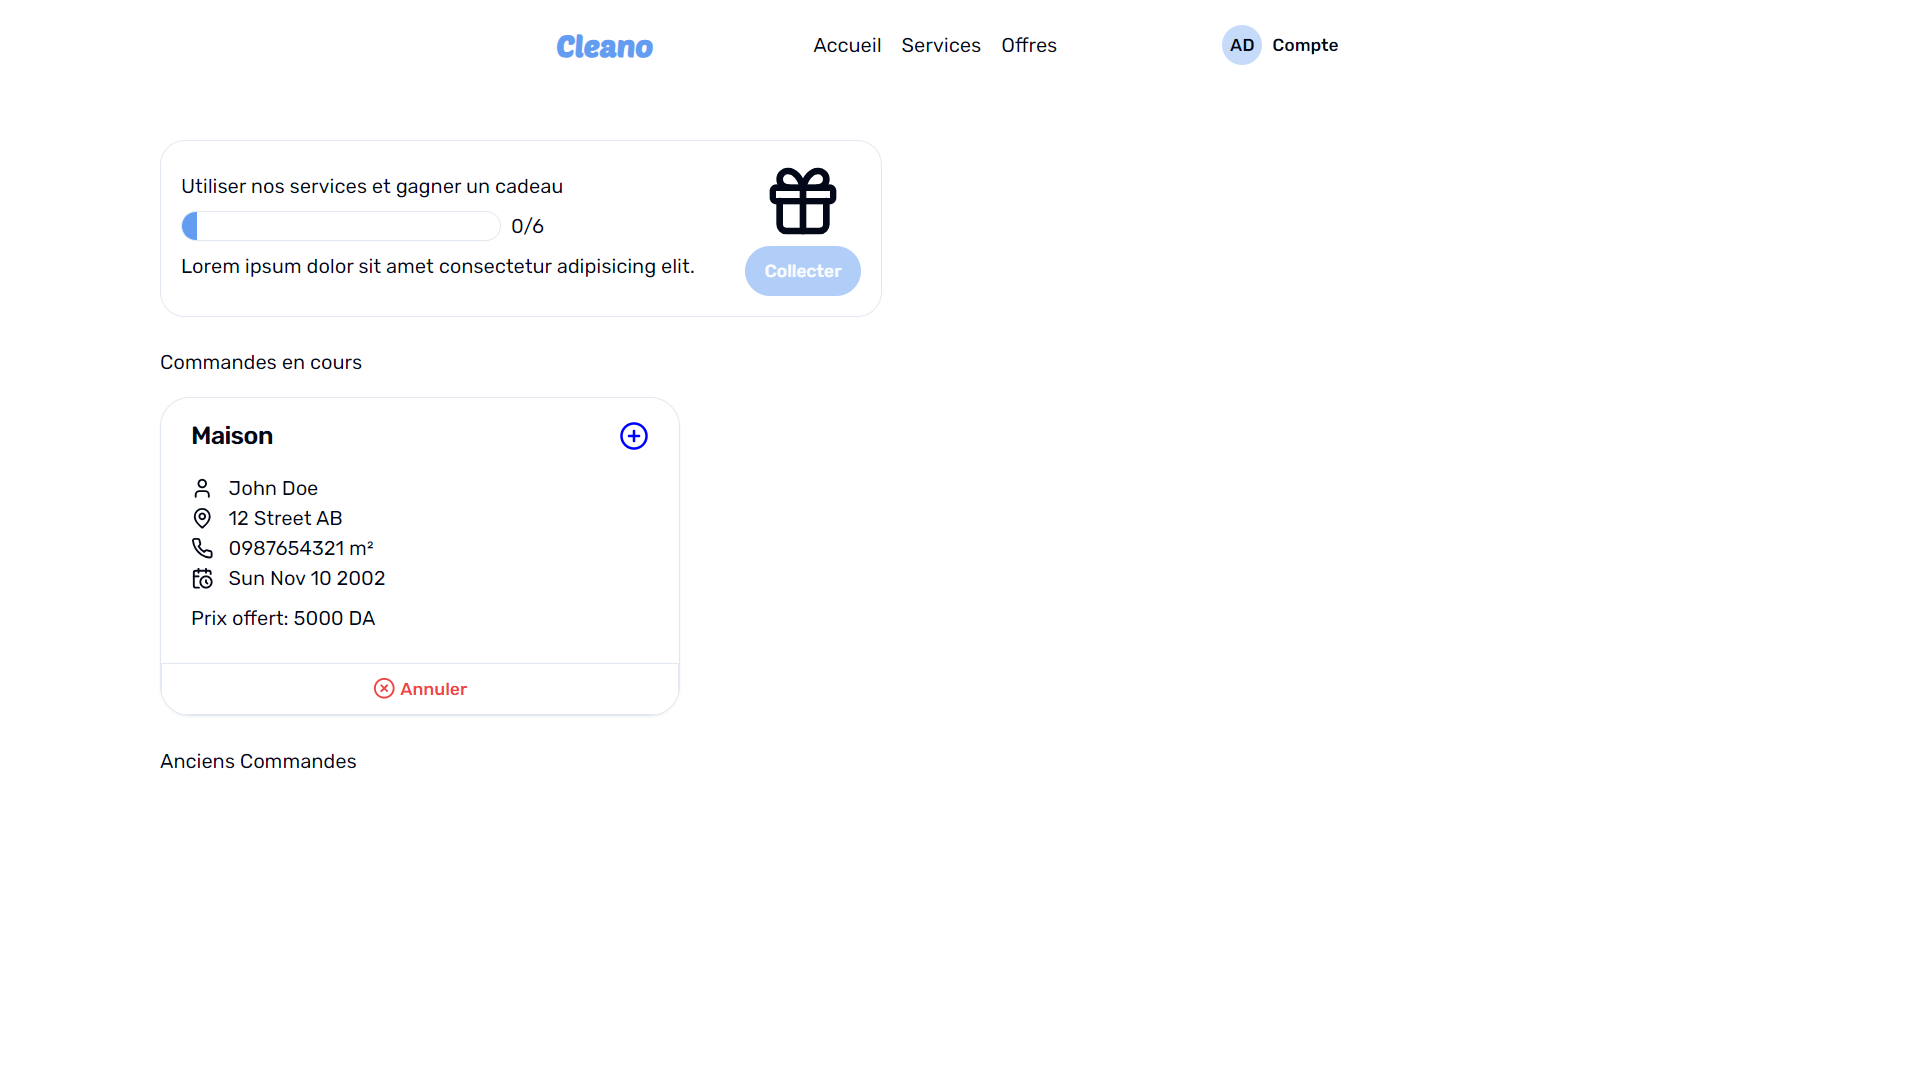 Cleano
Accueil Services Offres
AD Compte
Utiliser nos services et gagner un cadeau
0/6
Lorem ipsum dolor sit amet consectetur adipisicing elit.
Collecter
Commandes en cours
Maison
John Doe
12 Street AB
0987654321 m²
Sun Nov 10 2002
Prix offert: 5000 DA
Annuler
Anciens Commandes